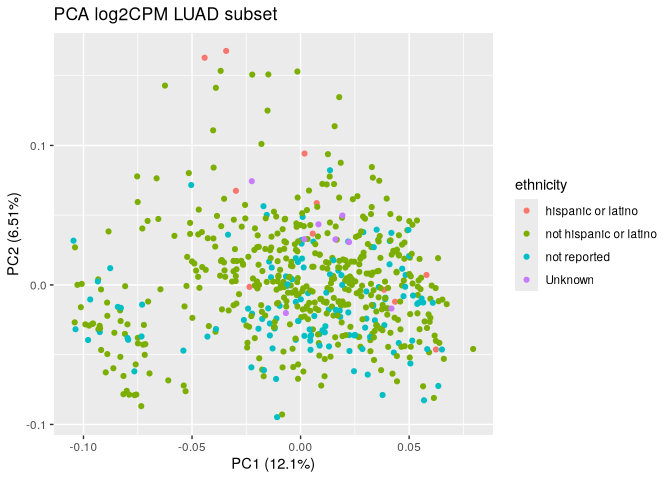 PCA log2CPM LUAD subset
PC2 (6.51%)
0.1
0.0
-0.1
-0.10
-0.05
0.00
0.05
PC1 (12.1%)
ethnicity
hispanic or latino
not hispanic or latino
not reported
Unknown